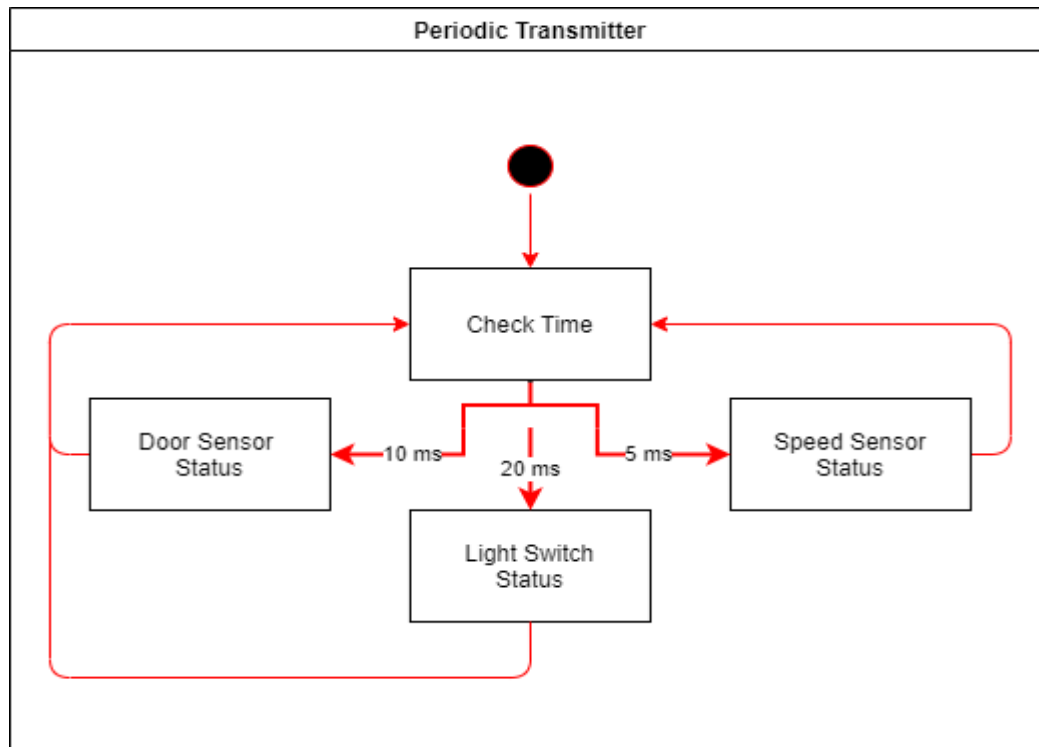 Periodic Transmitter
Check Time
Door Sensor
Status
10 ms
20 ms
5 ms
Speed Sensor
Status
Light Switch
Status